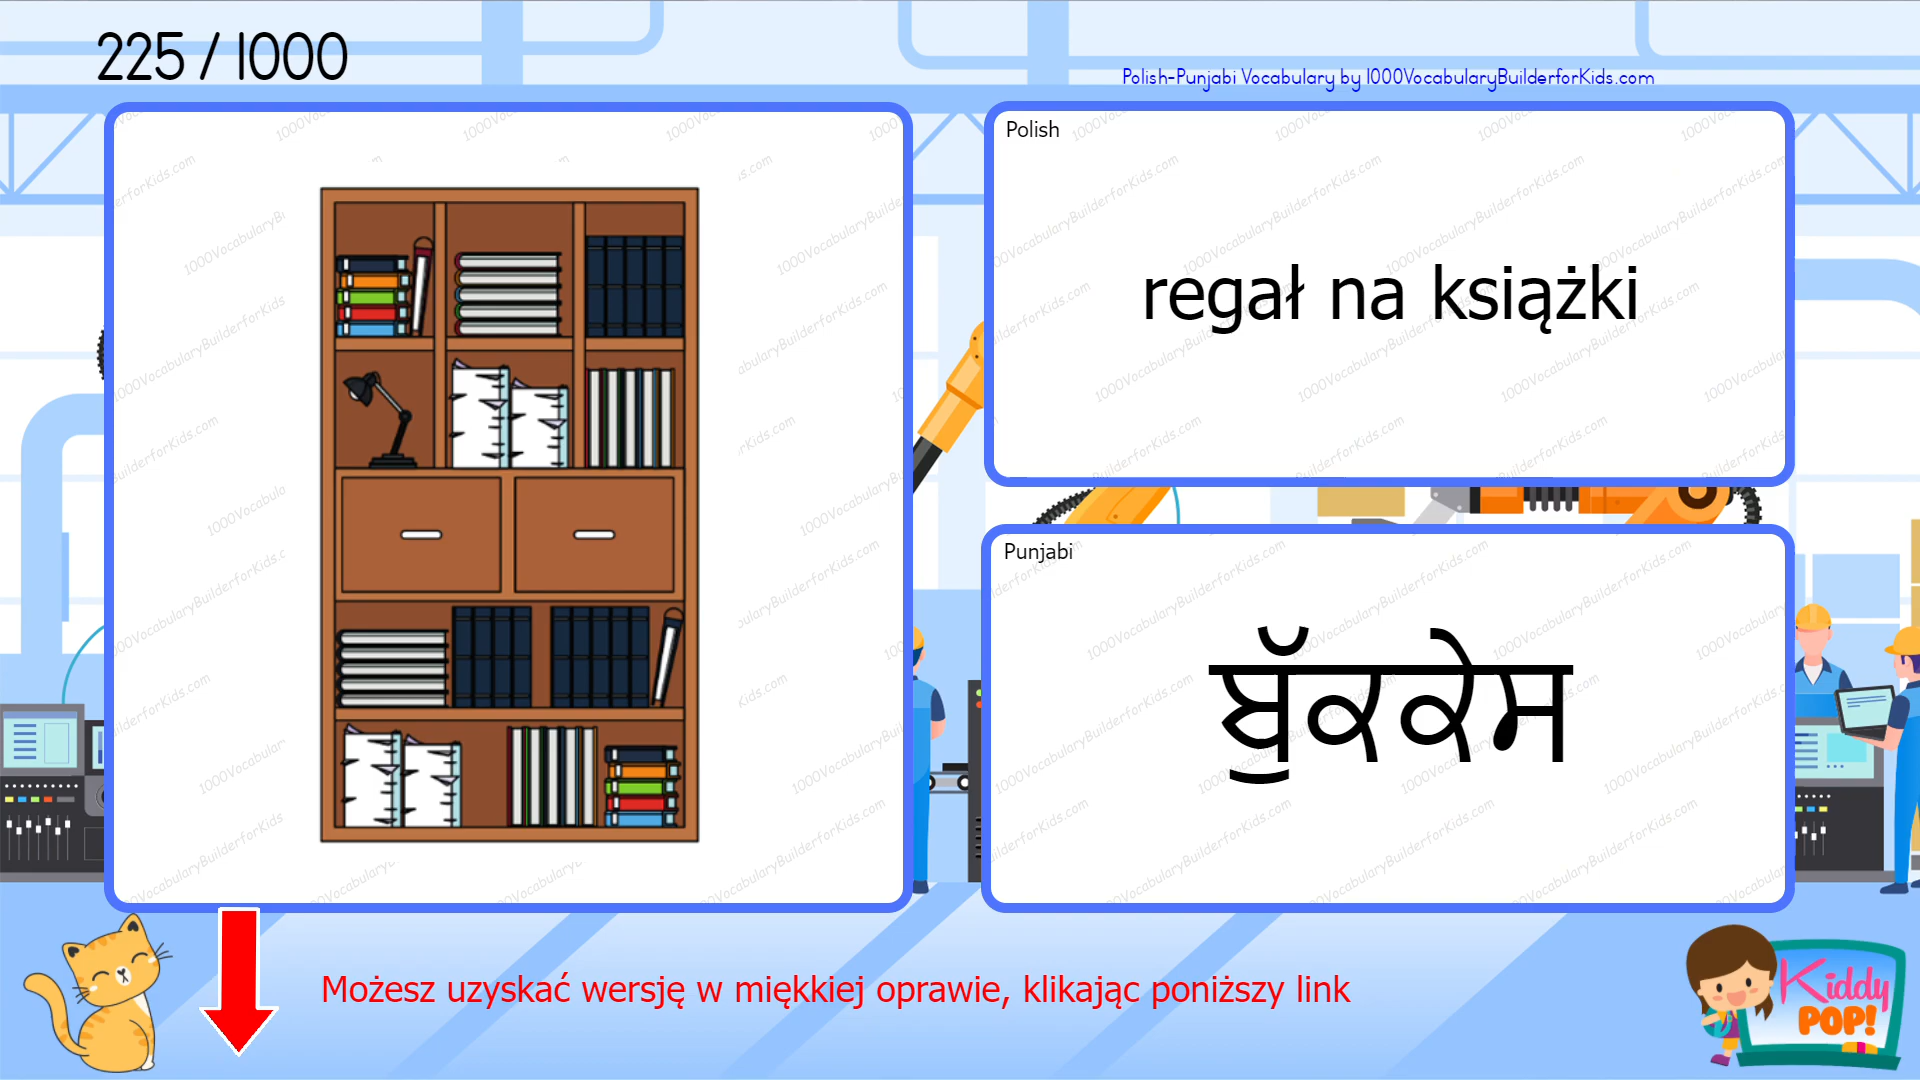 225 / 1000
Polish-Punjabi Vocabulary by 1000VocabularyBuilderforKids.com
Polish
regał na książki
Punjabi
ਬੁੱਕਕੇਸ
Możesz uzyskać wersję w miękkiej oprawie, klikając poniższy link
Kiddy
POP!